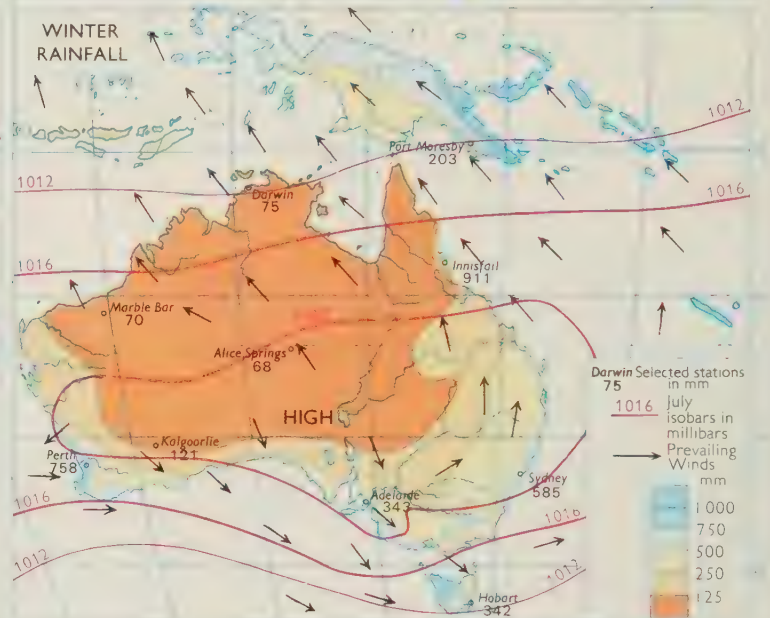 WINTER
RAINFALL
1012
Port Moresby
203
1012
Darwin
75
1016
1016
Innisfail
911
Marble Bar
70
Alice Springs
68
Darwin Selected stations
75 in mm
1016 July
isobars in
millibars
Prevailing
Winds
mm
HIGH
Kalgoorlie
121
Perth
758
Sydney
585
Adelaide
343
1016
1016
1000
750
500
250
125
1012
1012
Hobart
342